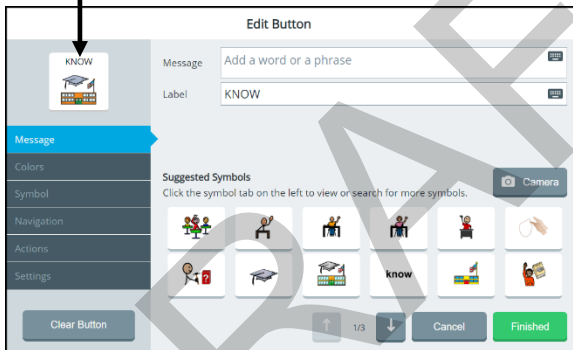 Edit Button
KNOW
Message
Add a word or a phrase
Label
KNOW
Message
Colors
Symbol
Navigation
Actions
Settings
Suggested Symbols
Click the symbol tab on the left to view or search for more symbols.
Camera
know
Clear Button
1/3
Cancel
Finished